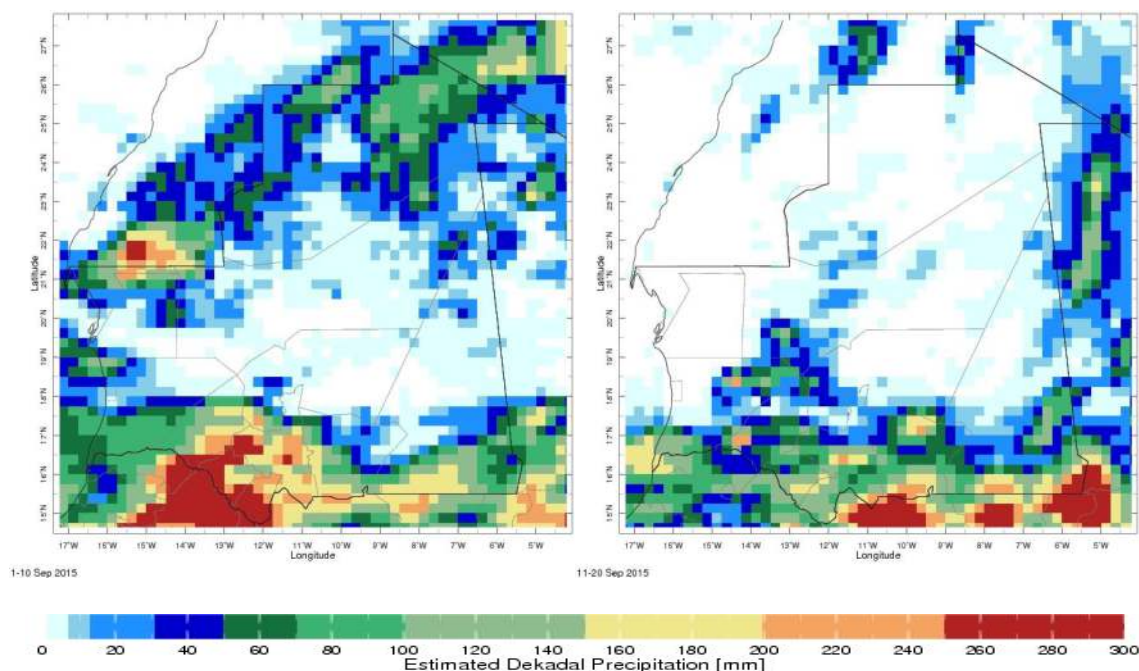 27°N
26°N
25°N
24°N
23°N
22°N
21°N
20°N
19°N
18°N
17°N
16°N
15°N
Latitude
17°W 16°W 15°W 14°W 13°W 12°W 11°W 10°W 9°W 8°W 7°W 6°W 5°W
Longitude
1-10 Sep 2015
27°N
26°N
25°N
24°N
23°N
22°N
21°N
20°N
19°N
18°N
17°N
16°N
15°N
Latitude
17°W 16°W 15°W 14°W 13°W 12°W 11°W 10°W 9°W 8°W 7°W 6°W 5°W
Longitude
11-20 Sep 2015
0 20 40 60 80 100 120 140 160 180 200 220 240 260 280 300
Estimated Dekadal Precipitation [mm]